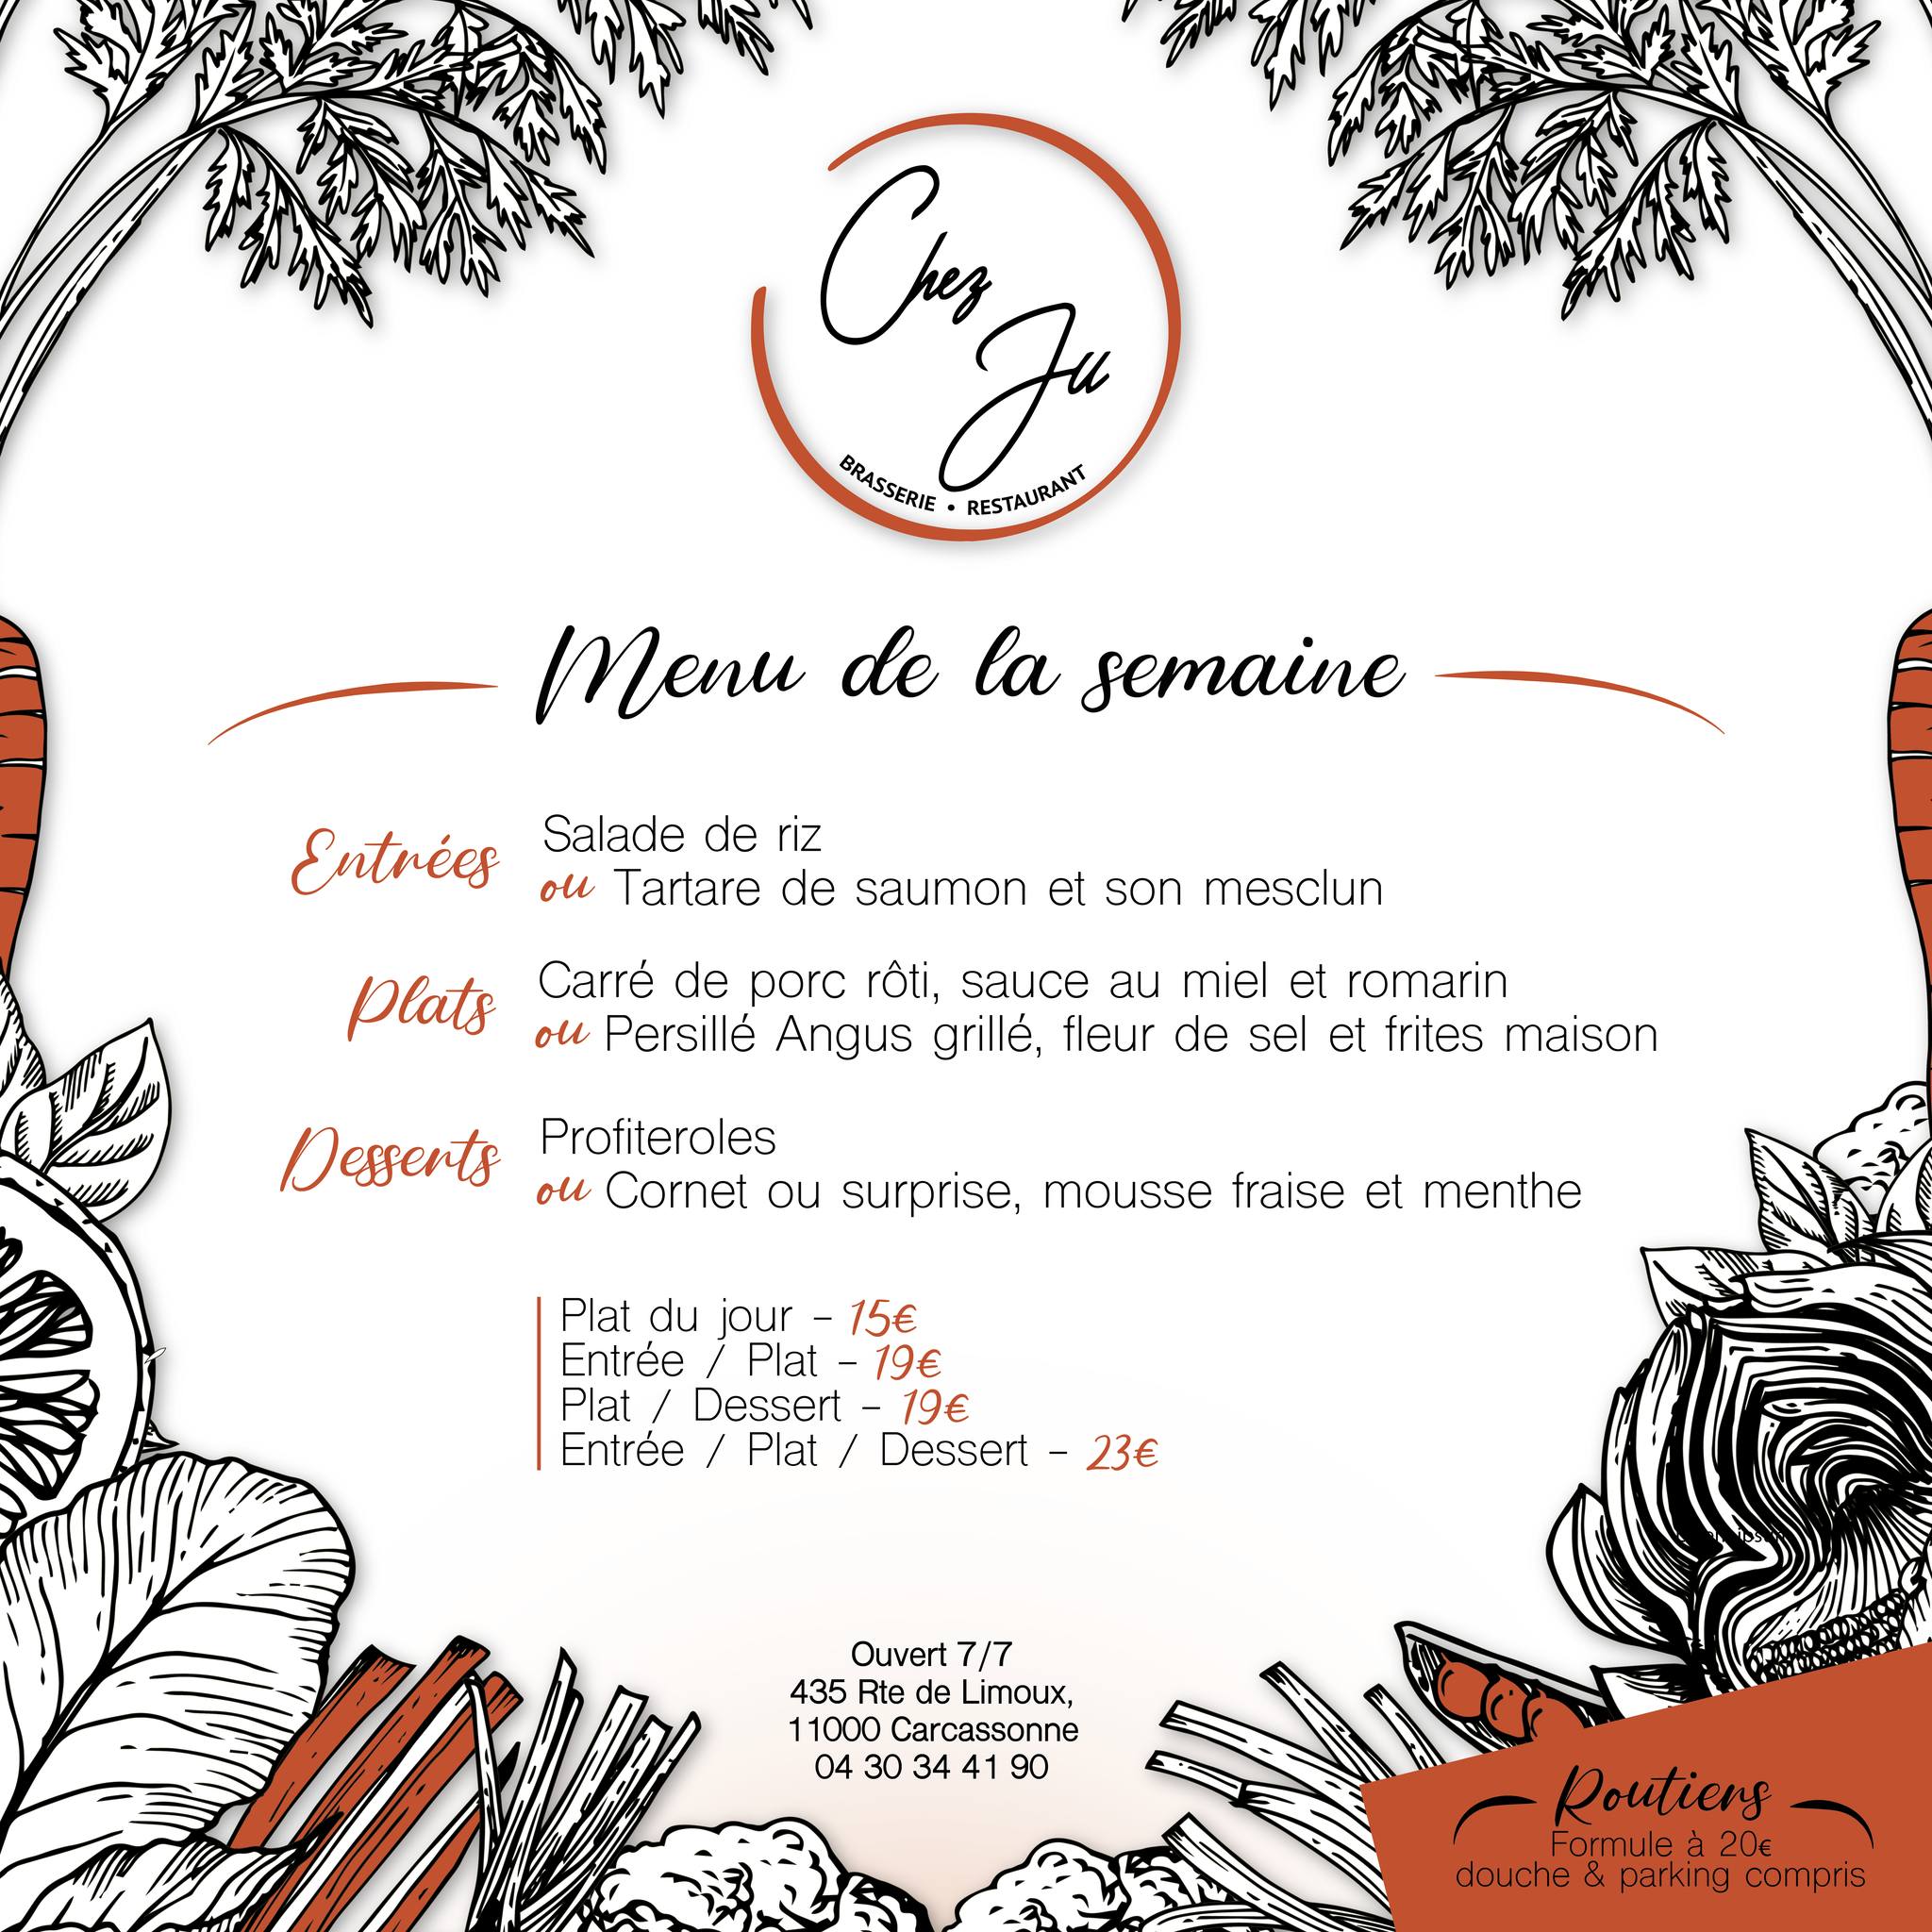 Chez
Ju
BRASSERIE • RESTAURANT
Menu de la semaine
Entrées
Salade de riz
ou Tartare de saumon et son mesclun
Plats
Carré de porc rôti, sauce au miel et romarin
ou Persillé Angus grillé, fleur de sel et frites maison
Desserts
Profiteroles
ou Cornet ou surprise, mousse fraise et menthe
Plat du jour - 15€
Entrée / Plat - 19€
Plat / Dessert - 19€
Entrée / Plat / Dessert - 23€
Ouvert 7/7
435 Rte de Limoux,
11000 Carcassonne
04 30 34 41 90
Routiers
Formule à 20€
douche & parking compris